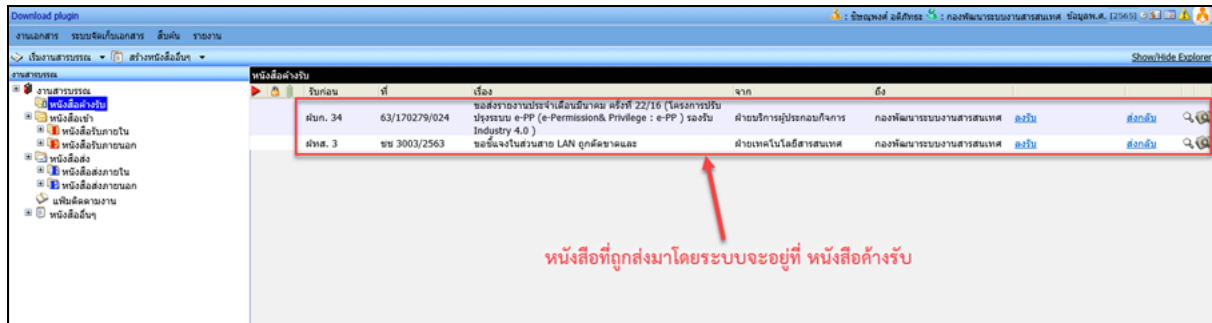 Download plugin
: ชิษณุพงศ์ อดิภัทธะ : กองพัฒนาระบบงานสารสนเทศ ข้อมูลพ.ศ. [2565]
งานเอกสาร ระบบจัดเก็บเอกสาร สืบค้น รายงาน
เริ่มงานสารบรรณ สร้างหนังสืออื่นๆ Show/Hide Explorer
งานสารบรรณ
งานสารบรรณ
หนังสือค้างรับ
หนังสือเข้า
หนังสือรับภายใน
หนังสือรับภายนอก
หนังสือส่ง
หนังสือส่งภายใน
หนังสือส่งภายนอก
แฟ้มติดตามงาน
หนังสืออื่นๆ
หนังสือค้างรับ
รับก่อน ที่ เรื่อง จาก ถึง
ฝบก. 34 63/170279/024 ขอส่งรายงานประจำเดือนมีนาคม ครั้งที่ 22/16 (โครงการปรับ
ปรุงระบบ e-PP (e-Permission& Privilege : e-PP ) รองรับ
Industry 4.0 ) ฝ่ายบริการผู้ประกอบกิจการ กองพัฒนาระบบงานสารสนเทศ ลงรับ ส่งกลับ
ฝทส. 3 ชช 3003/2563 ขอชี้แจงในส่วนสาย LAN ถูกตัดขาดและ ฝ่ายเทคโนโลยีสารสนเทศ กองพัฒนาระบบงานสารสนเทศ ลงรับ ส่งกลับ
หนังสือที่ถูกส่งมาโดยระบบจะอยู่ที่ หนังสือค้างรับ